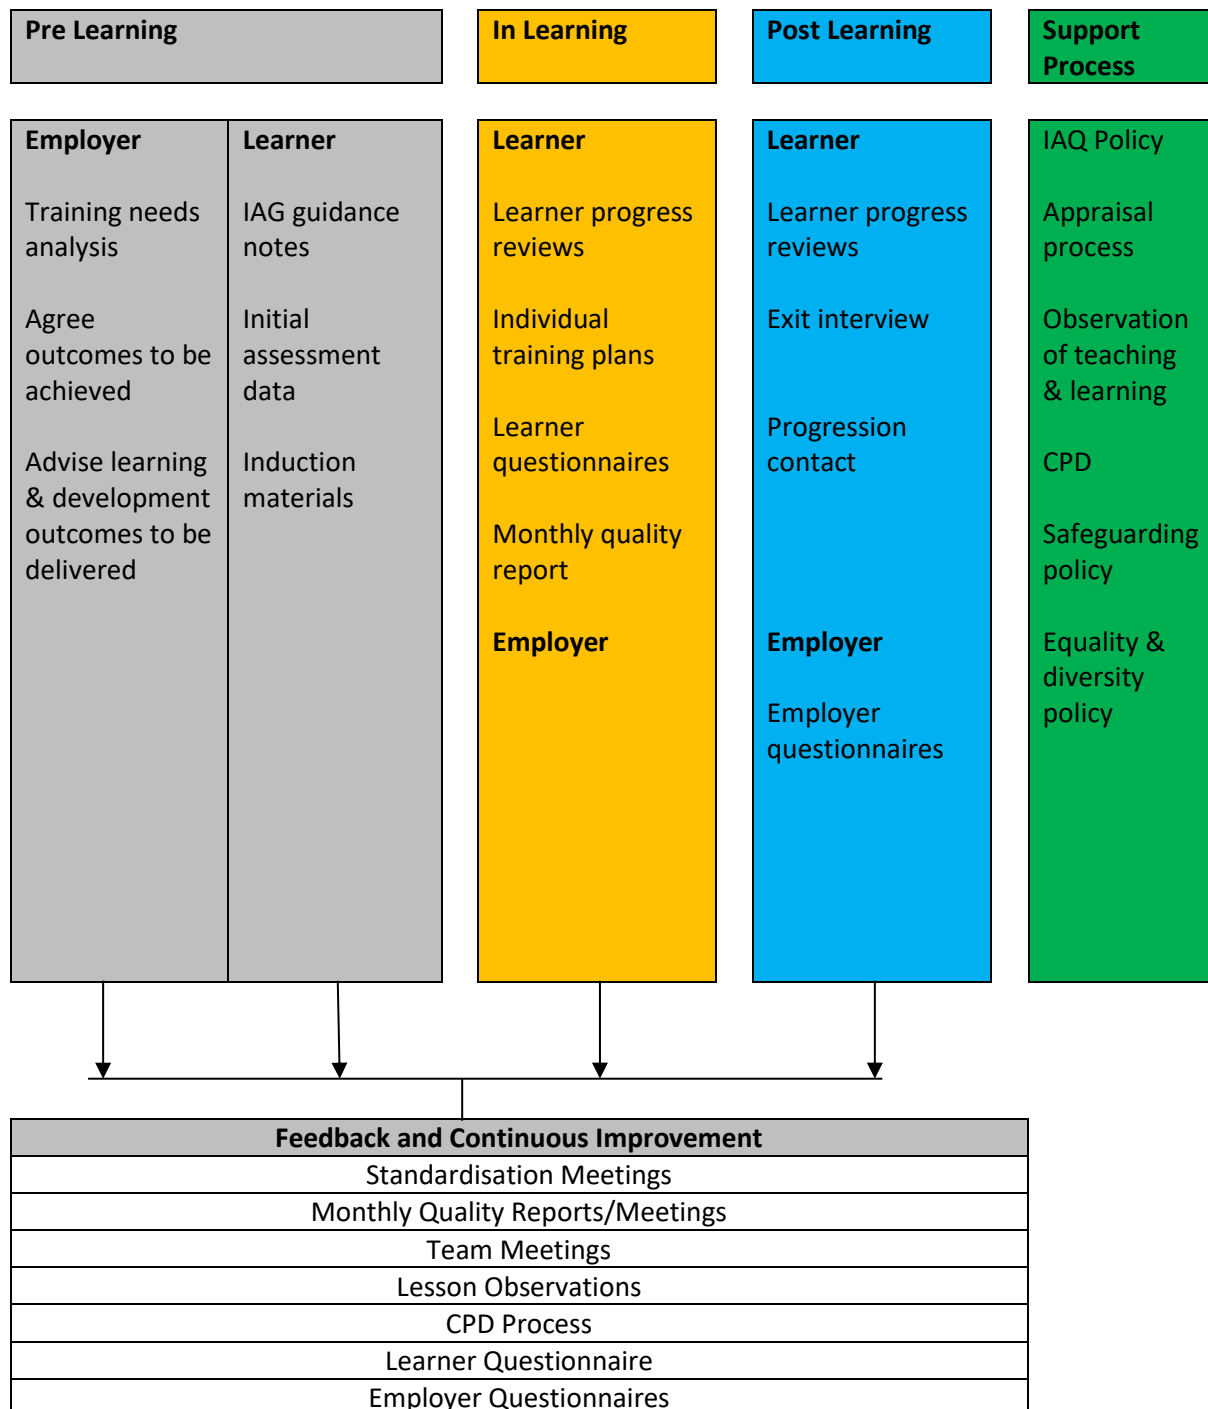 Pre Learning
In Learning
Post Learning
Support
Process
Employer
Training needs
analysis
Agree
outcomes to be
achieved
Advise learning
& development
outcomes to be
delivered
Learner
IAG guidance
notes
Initial
assessment
data
Induction
materials
Learner
Learner progress
reviews
Individual
training plans
Learner
questionnaires
Monthly quality
report
Employer
Learner
Learner progress
reviews
Exit interview
Progression
contact
Employer
Employer
questionnaires
IAQ Policy
Appraisal
process
Observation
of teaching
& learning
CPD
Safeguarding
policy
Equality &
diversity
policy
Feedback and Continuous Improvement
Standardisation Meetings
Monthly Quality Reports/Meetings
Team Meetings
Lesson Observations
CPD Process
Learner Questionnaire
Employer Questionnaires